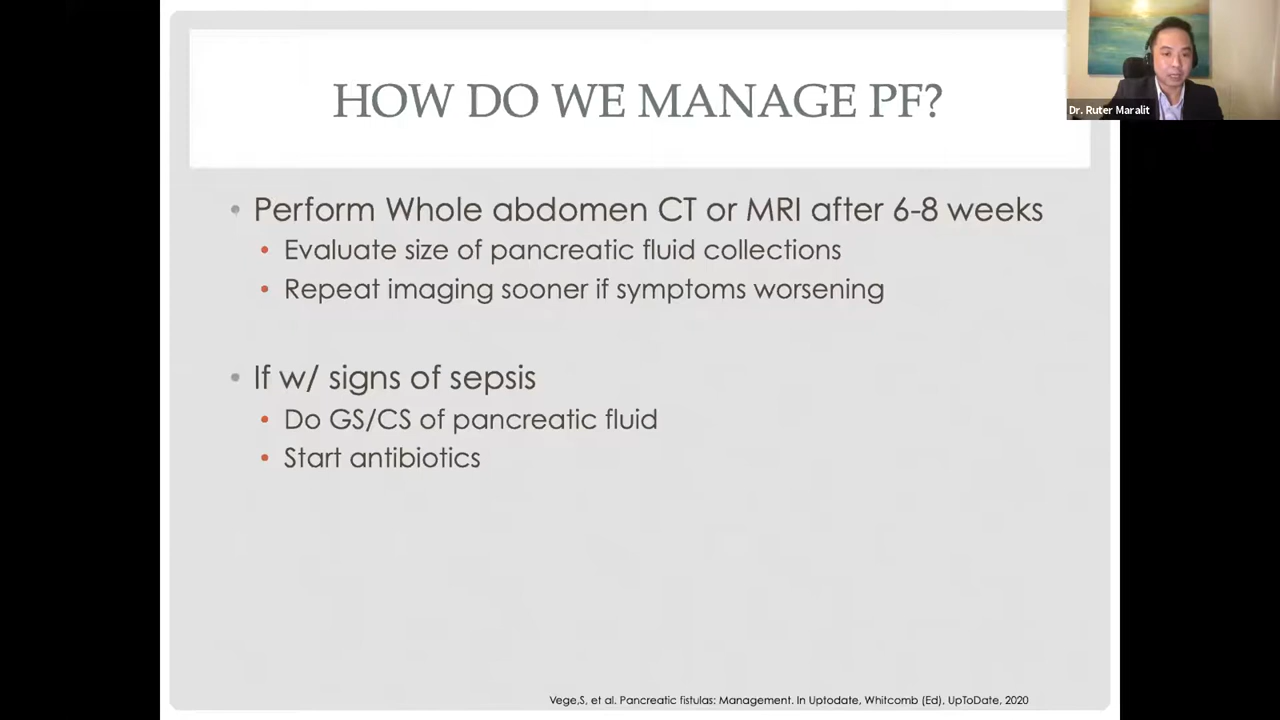 HOW DO WE MANAGE PF?
Dr. Ruter Maralit
• Perform Whole abdomen CT or MRI after 6-8 weeks
• Evaluate size of pancreatic fluid collections
• Repeat imaging sooner if symptoms worsening
• If w/ signs of sepsis
• Do GS/CS of pancreatic fluid
• Start antibiotics
Vege,S, et al. Pancreatic fistulas: Management. In Uptodate, Whitcomb (Ed). UpToDate, 2020